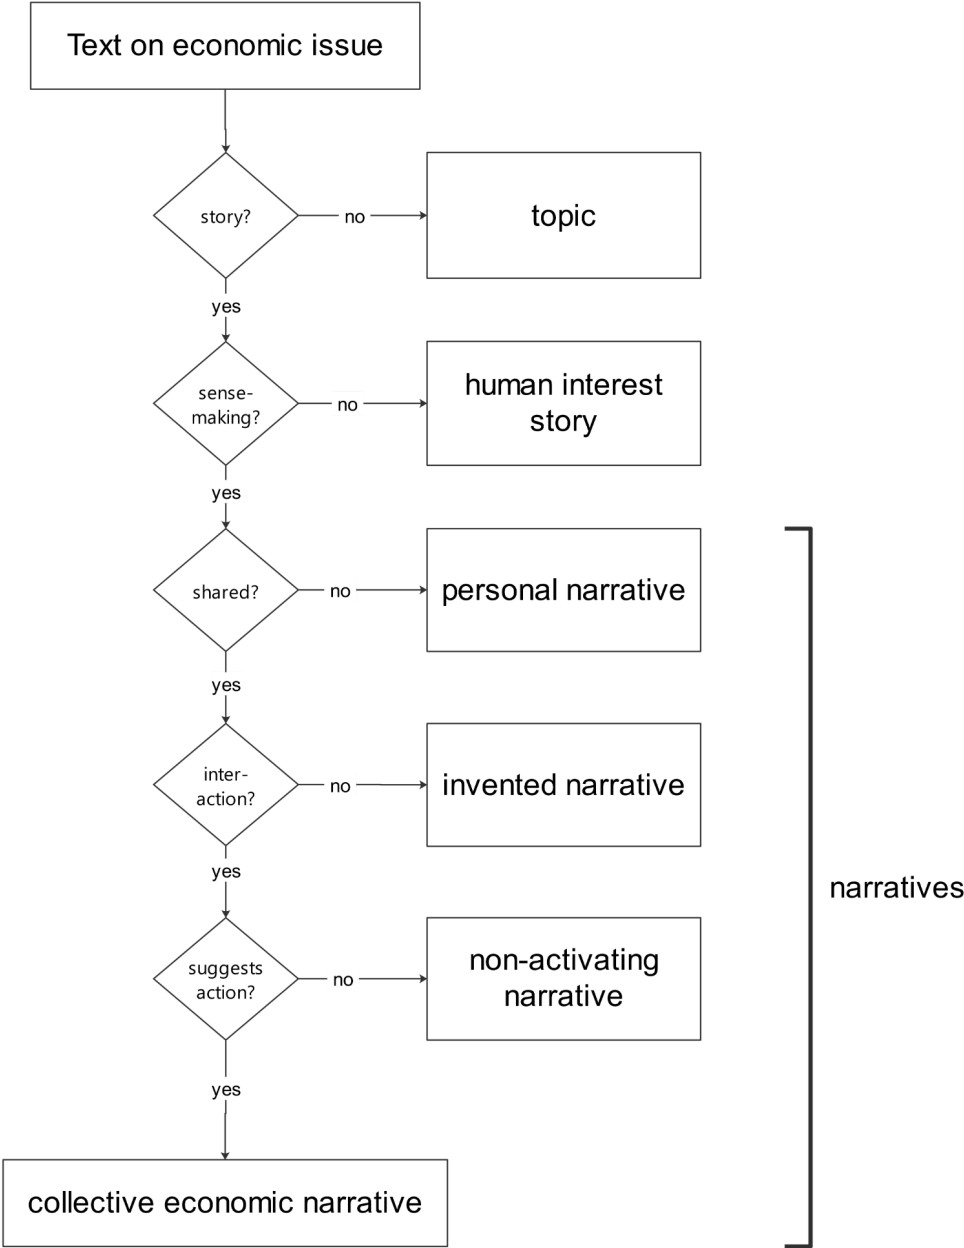 Text on economic issue
story?
no
topic
yes
sense-
making?
no
human interest
story
yes
shared?
no
personal narrative
yes
inter-
action?
no
invented narrative
yes
narratives
suggests
action?
no
non-activating
narrative
yes
collective economic narrative